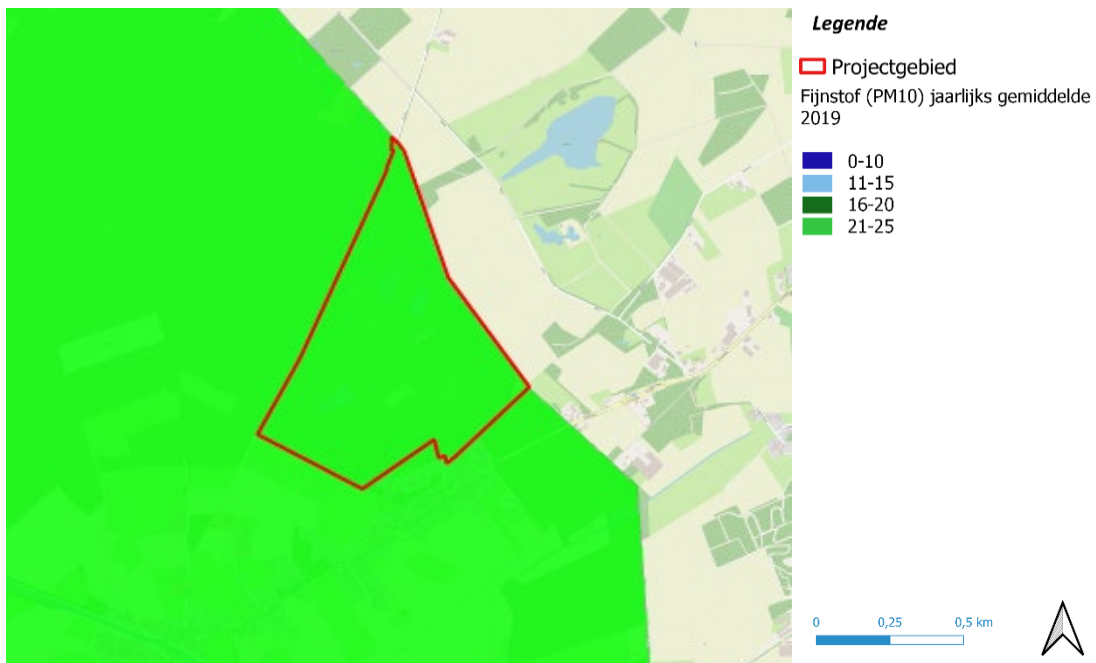 Legende
Projectgebied
Fijnstof (PM10) jaarlijks gemiddelde
2019
0-10
11-15
16-20
21-25
0 0,25 0,5 km